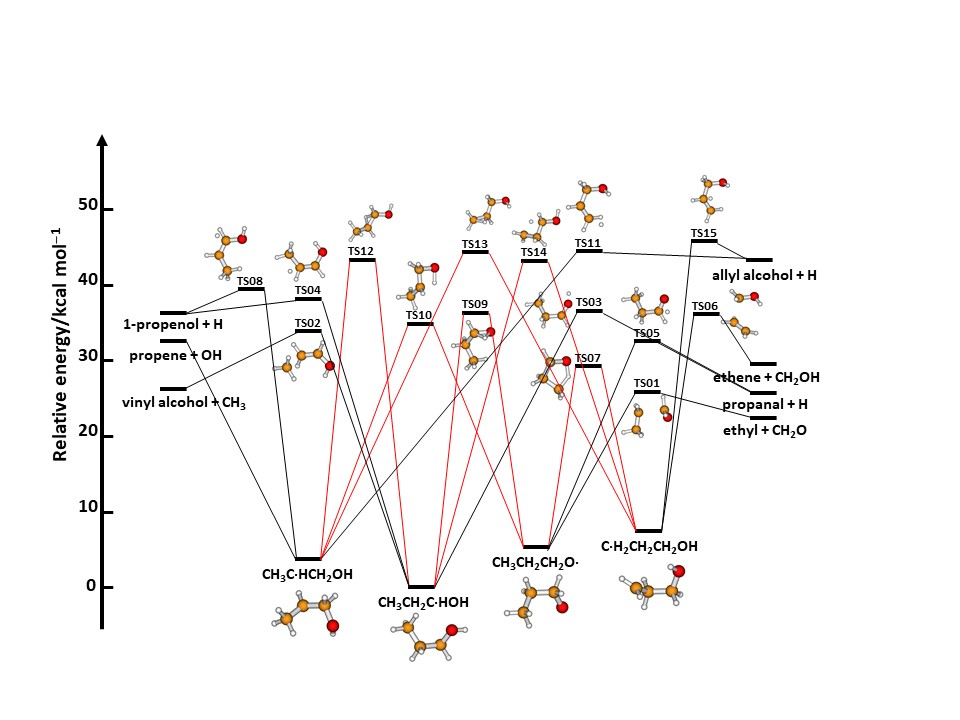 Relative energy/kcal mol⁻¹
50
40
30
20
10
0
TS15
TS12
TS13
TS14
TS11
TS08
TS04
TS02
TS10
TS09
TS03
TS07
TS05
TS01
TS06
allyl alcohol + H
1-propenol + H
propene + OH
vinyl alcohol + CH₃
ethene + CH₂OH
propanal + H
ethyl + CH₂O
CH₃C·HCH₂OH
CH₃CH₂C·HOH
CH₃CH₂CH₂O·
C·H₂CH₂CH₂OH